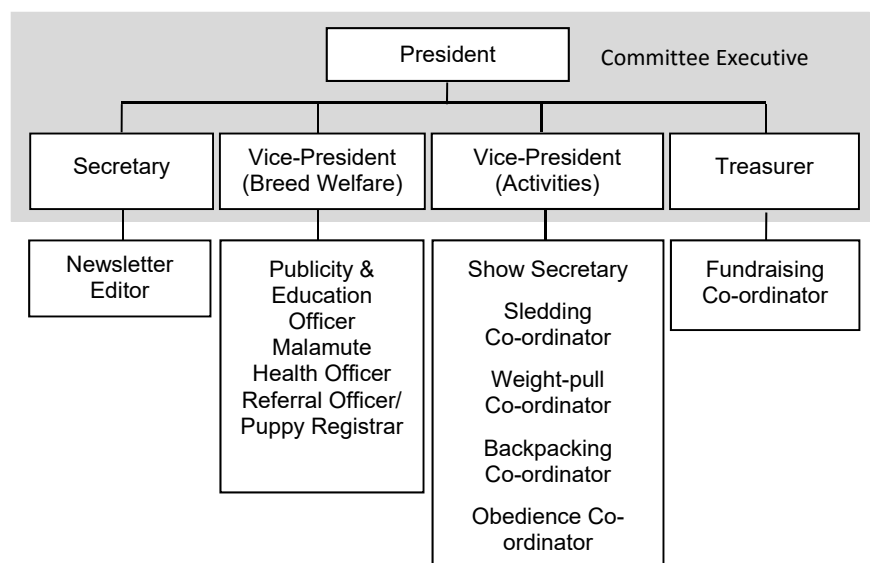 President
Committee Executive
Secretary
Vice-President
(Breed Welfare)
Vice-President
(Activities)
Treasurer
Newsletter
Editor
Publicity &
Education
Officer
Malamute
Health Officer
Referral Officer/
Puppy Registrar
Show Secretary
Sledding
Co-ordinator
Weight-pull
Co-ordinator
Backpacking
Co-ordinator
Obedience Co-
ordinator
Fundraising
Co-ordinator